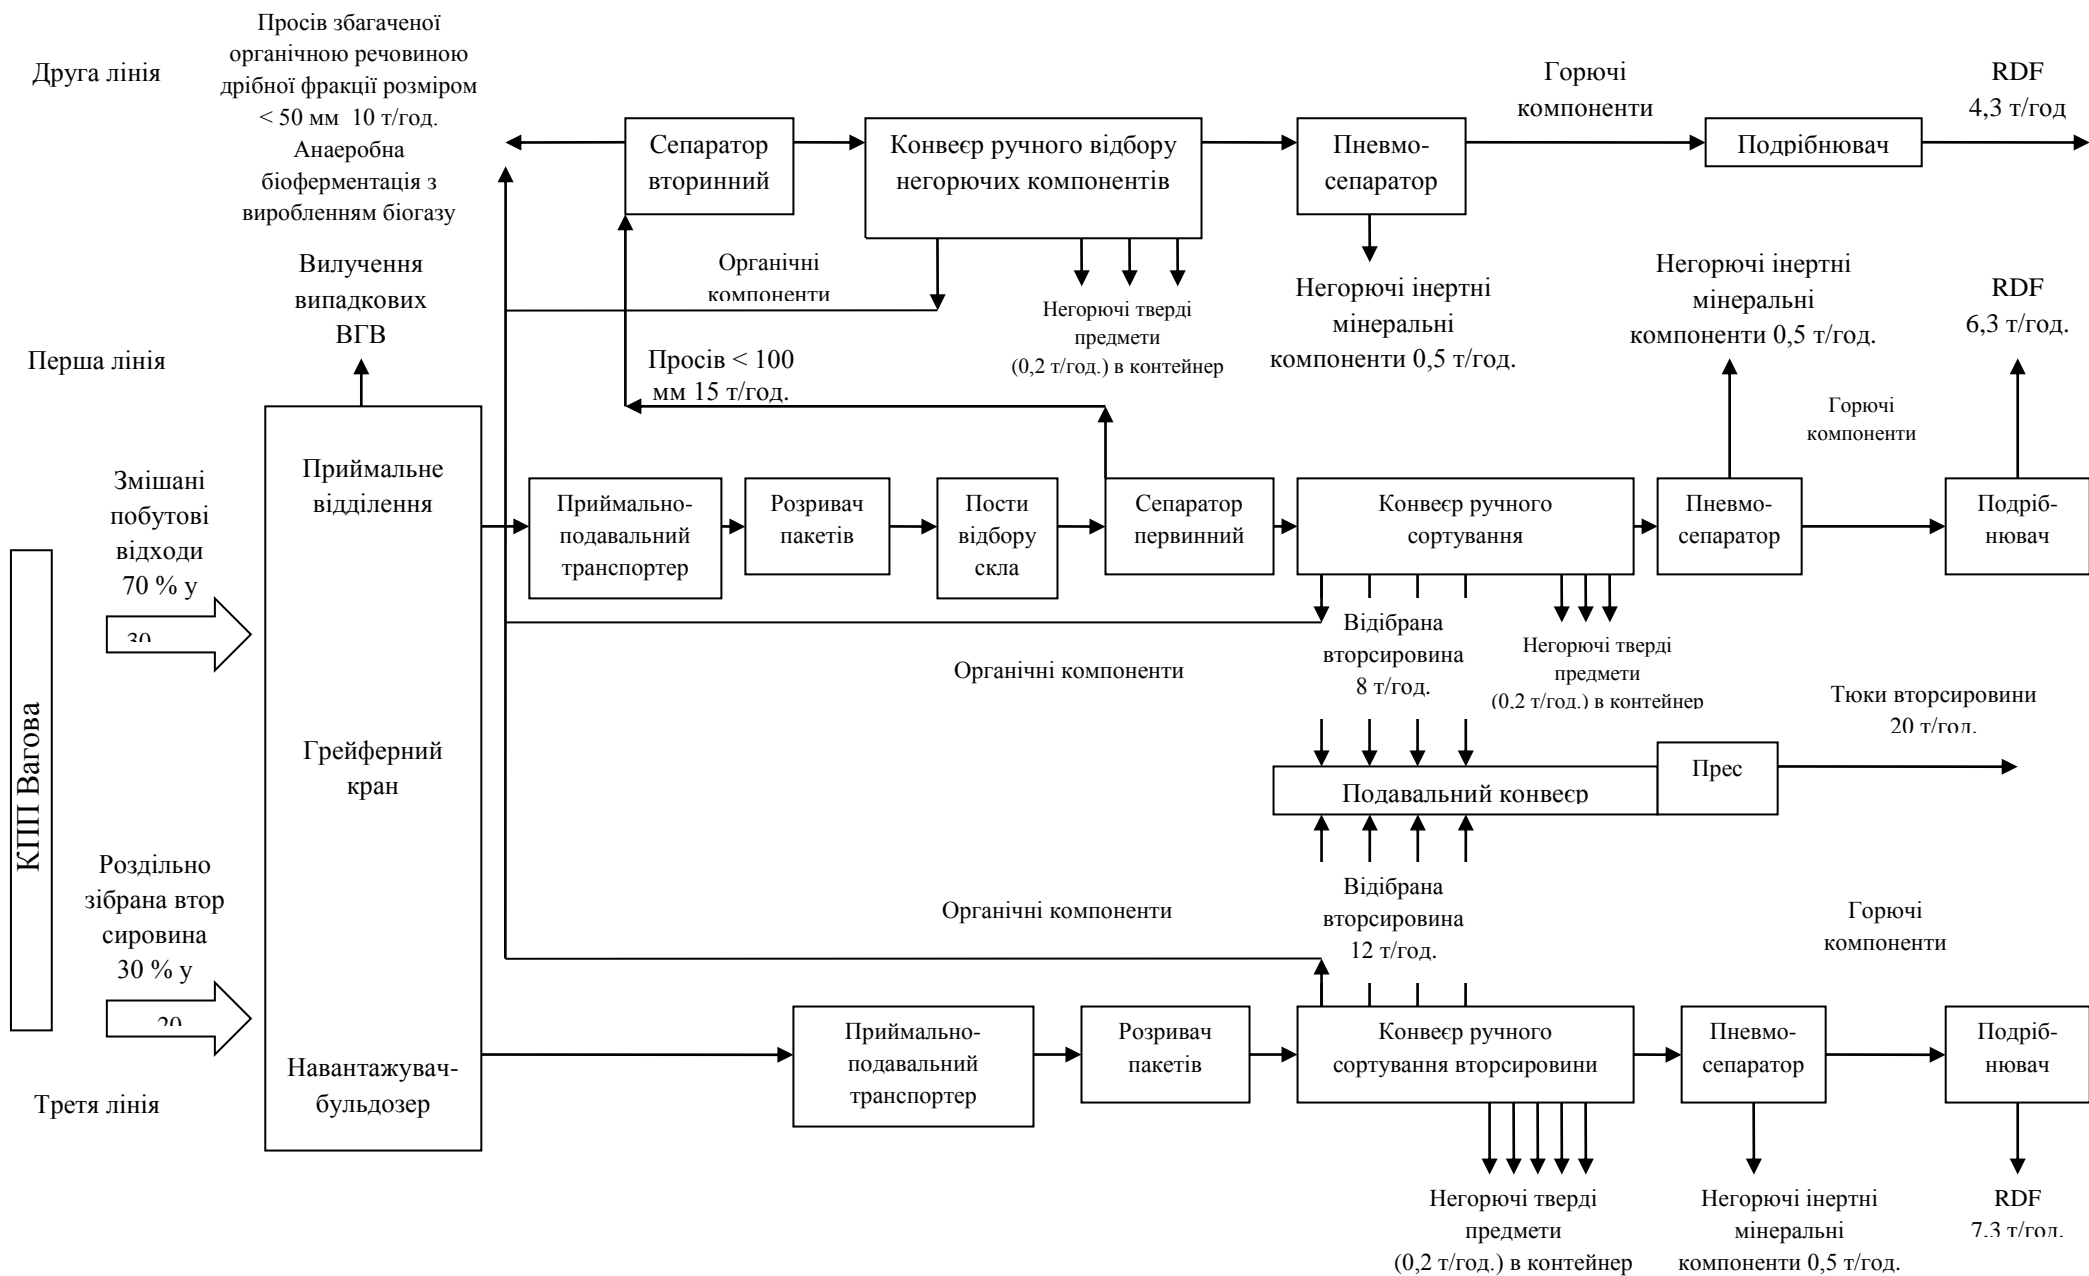 Друга лінія
Просів збагаченої
органічною речовиною
дрібної фракції розміром
< 50 мм 10 т/год.
Анаеробна
біоферментація з
виробленням біогазу
Сепаратор
вторинний
Конвеєр ручного відбору
негорючих компонентів
Пневмо-
сепаратор
Горючі
компоненти
Подрібнювач
RDF
4,3 т/год
Органічні
компоненти
Негорючі тверді
предмети
(0,2 т/год.) в контейнер
Негорючі інертні
мінеральні
компоненти 0,5 т/год.
Негорючі інертні
мінеральні
компоненти 0,5 т/год.
RDF
6,3 т/год.
Вилучення
випадкових
ВГВ
Перша лінія
Просів < 100
мм 15 т/год.
Горючі
компоненти
Змішані
побутові
відходи
70 % у
30
Приймальне
відділення
Приймально-
подавальний
транспортер
Розривач
пакетів
Пости
відбору
скла
Сепаратор
первинний
Конвеєр ручного
сортування
Пневмо-
сепаратор
Подріб-
нювач
КПП Вагова
Органічні компоненти
Відібрана
вторсировина
8 т/год.
Негорючі тверді
предмети
(0,2 т/год.) в контейнер
Тюки вторсировини
20 т/год.
Грейферний
кран
Подавальний конвеєр
Прес
Роздільно
зібрана втор
сировина
30 % у
20
Органічні компоненти
Відібрана
вторсировина
12 т/год.
Горючі
компоненти
Навантажувач-
бульдозер
Третя лінія
Приймально-
подавальний
транспортер
Розривач
пакетів
Конвеєр ручного
сортування вторсировини
Пневмо-
сепаратор
Подріб-
нювач
Негорючі тверді
предмети
(0,2 т/год.) в контейнер
Негорючі інертні
мінеральні
компоненти 0,5 т/год.
RDF
7,3 т/год.